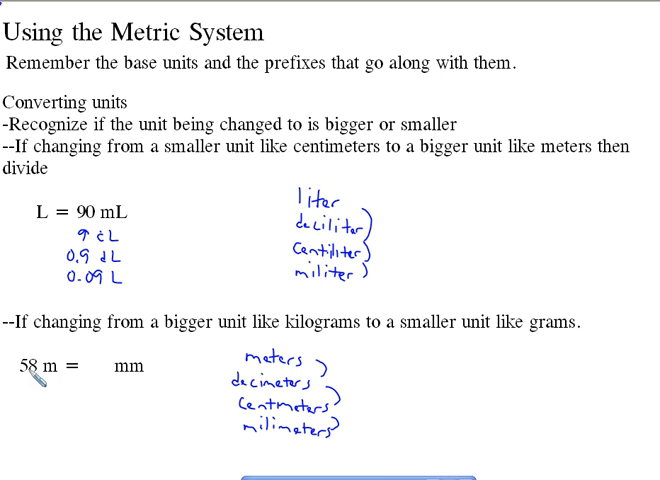 Using the Metric System
Remember the base units and the prefixes that go along with them.
Converting units
-Recognize if the unit being changed to is bigger or smaller
--If changing from a smaller unit like centimeters to a bigger unit like meters then
divide
L = 90 mL
9 cL
0.9 dL
0.09 L
liter
deciliter
centiliter
militer
--If changing from a bigger unit like kilograms to a smaller unit like grams.
58 m = mm
meters
decimeters
centmeters
milimeters